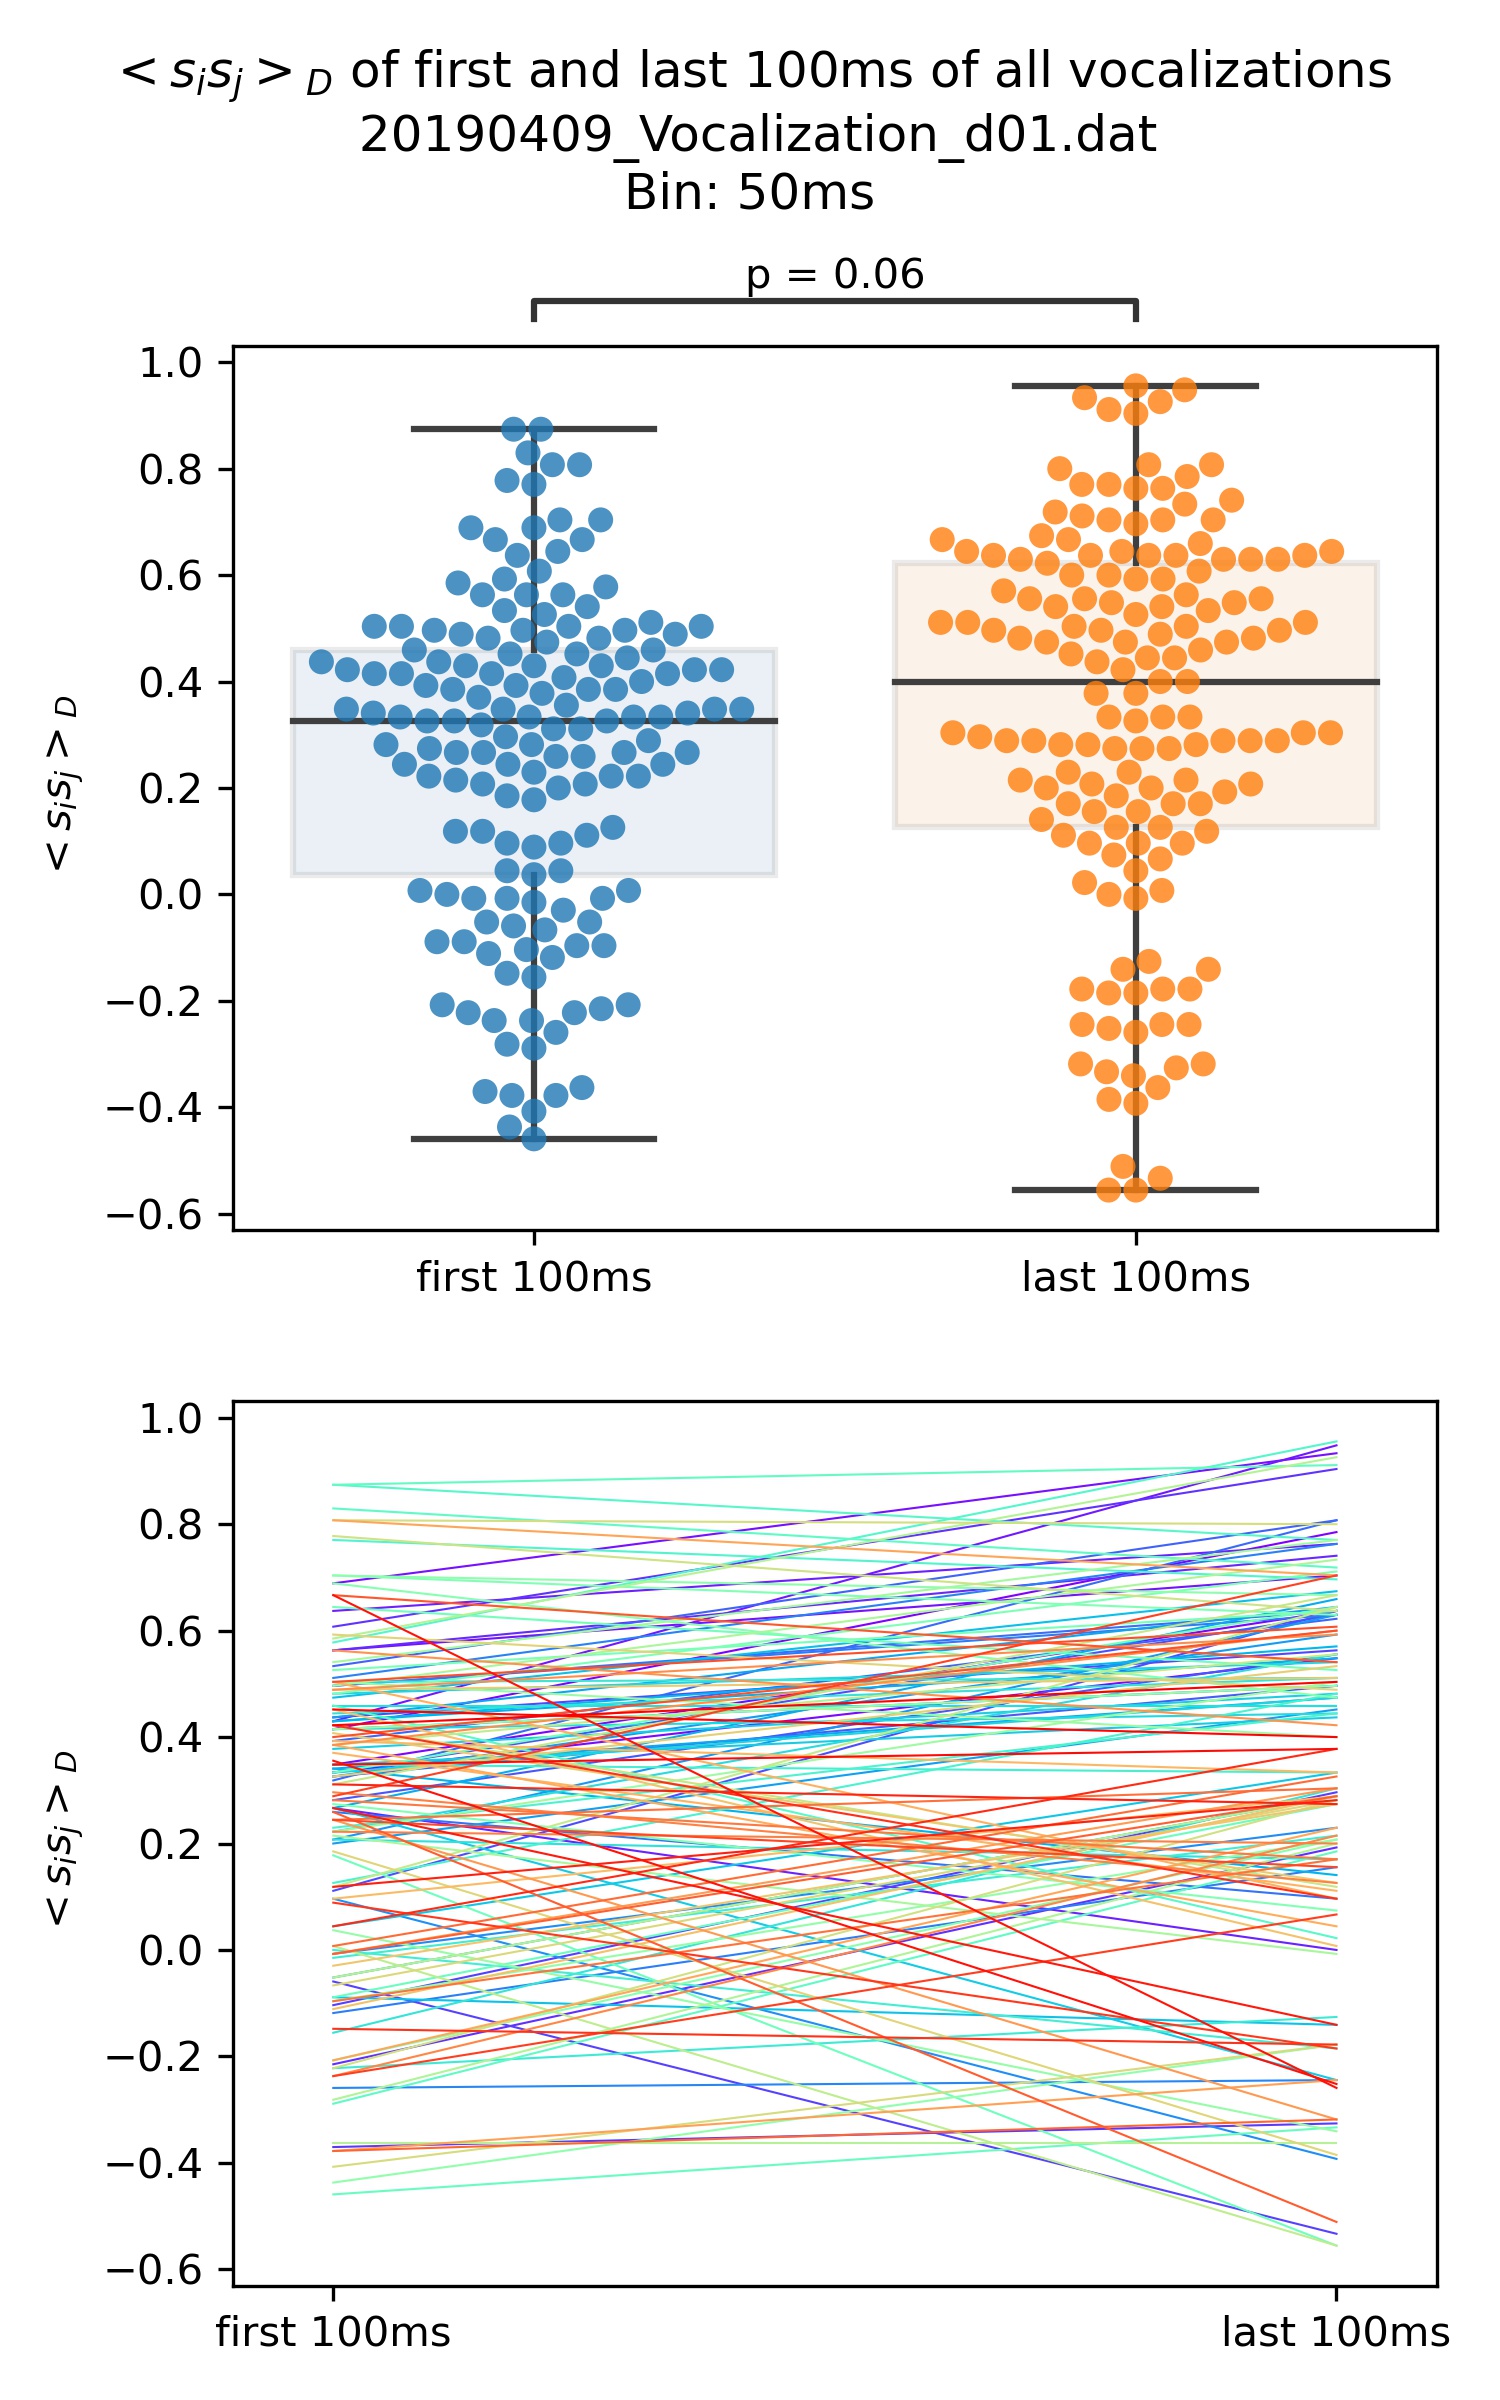 < sᵢsⱼ >_D of first and last 100ms of all vocalizations
20190409_Vocalization_d01.dat
Bin: 50ms
p = 0.06
1.0
0.8
0.6
0.4
0.2
0.0
−0.2
−0.4
−0.6
< sᵢsⱼ >_D
first 100ms last 100ms
1.0
0.8
0.6
0.4
0.2
0.0
−0.2
−0.4
−0.6
< sᵢsⱼ >_D
first 100ms last 100ms